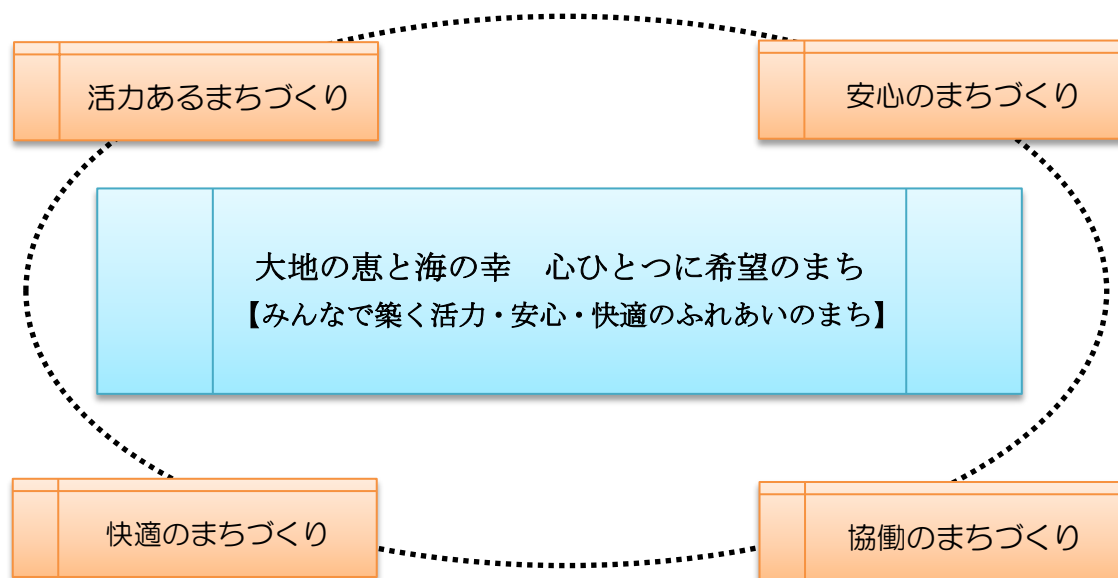 活力あるまちづくり
安心のまちづくり
大地の恵と海の幸　心ひとつに希望のまち
【みんなで築く活力・安心・快適のふれあいのまち】
快適のまちづくり
協働のまちづくり